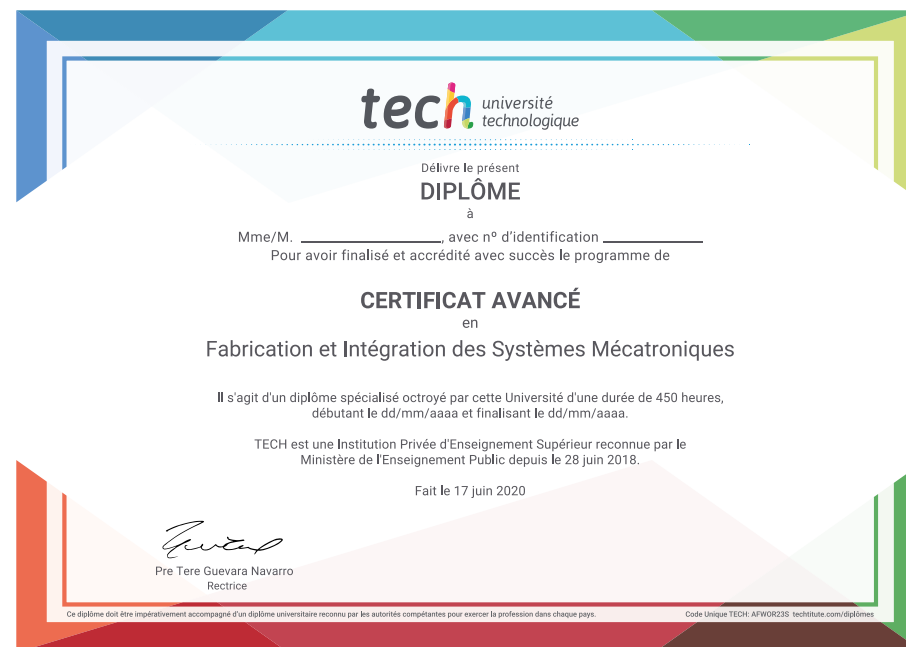 tech université
technologique
Délivre le présent
DIPLÔME
à
Mme/M. ____________________, avec nº d'identification ______________
Pour avoir finalisé et accrédité avec succès le programme de
CERTIFICAT AVANCÉ
en
Fabrication et Intégration des Systèmes Mécatroniques
Il s'agit d'un diplôme spécialisé octroyé par cette Université d'une durée de 450 heures,
débutant le dd/mm/aaaa et finalisant le dd/mm/aaaa.
TECH est une Institution Privée d'Enseignement Supérieur reconnue par le
Ministère de l'Enseignement Public depuis le 28 juin 2018.
Fait le 17 juin 2020
Pre Tere Guevara Navarro
Rectrice
Ce diplôme doit être impérativement accompagné d'un diplôme universitaire reconnu par les autorités compétantes pour exercer la profession dans chaque pays.
Code Unique TECH: AFWOR23S techtitute.com/diplômes